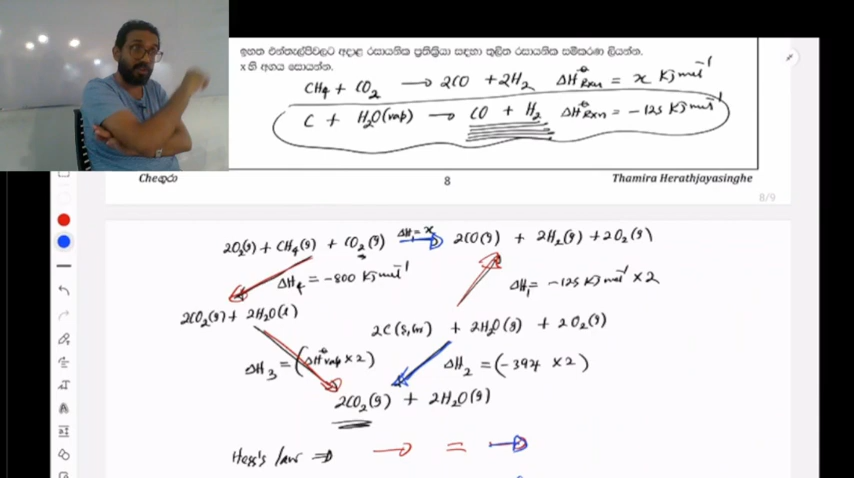 ඉහත එන්තැල්පිවලට අදාළ රසායනික ප්‍රතික්‍රියා සඳහා තුලිත රසායනික සමීකරණ ලියන්න.
x හි අගය සොයන්න.
CH₄ + CO₂ → 2CO + 2H₂ ΔH°Rxn = x kJmol⁻¹
C + H₂O(vap) → CO + H₂ ΔH°Rxn = -125 kJmol⁻¹
Cheතුරා 8 Thamira Herathjayasinghe
8/9
2O₂(g) + CH₄(g) + CO₂(g) ΔH₁=x → 2CO(g) + 2H₂(g) + 2O₂(g)
ΔH₄ = -800 kJmol⁻¹ ΔH₁ = -125 kJmol⁻¹ × 2
2CO₂(g) + 2H₂O(l)
2C(s,Gr) + 2H₂O(g) + 2O₂(g)
ΔH₃ = (ΔH°vap × 2) ΔH₂ = (-394 × 2)
2CO₂(g) + 2H₂O(g)
Hess's law ⇒ → = →